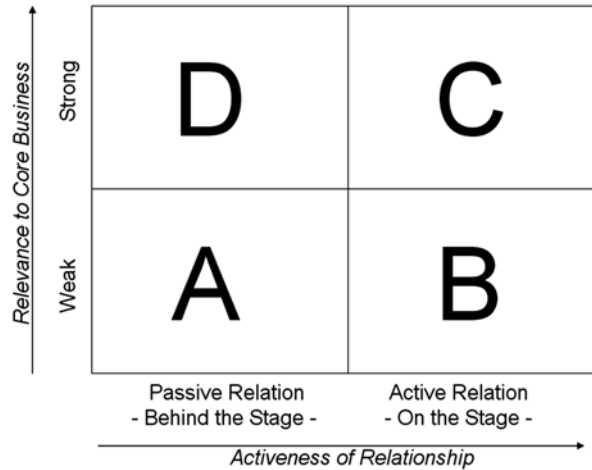 Relevance to Core Business
Strong
Weak
D
C
A
B
Passive Relation
- Behind the Stage -
Active Relation
- On the Stage -
Activeness of Relationship